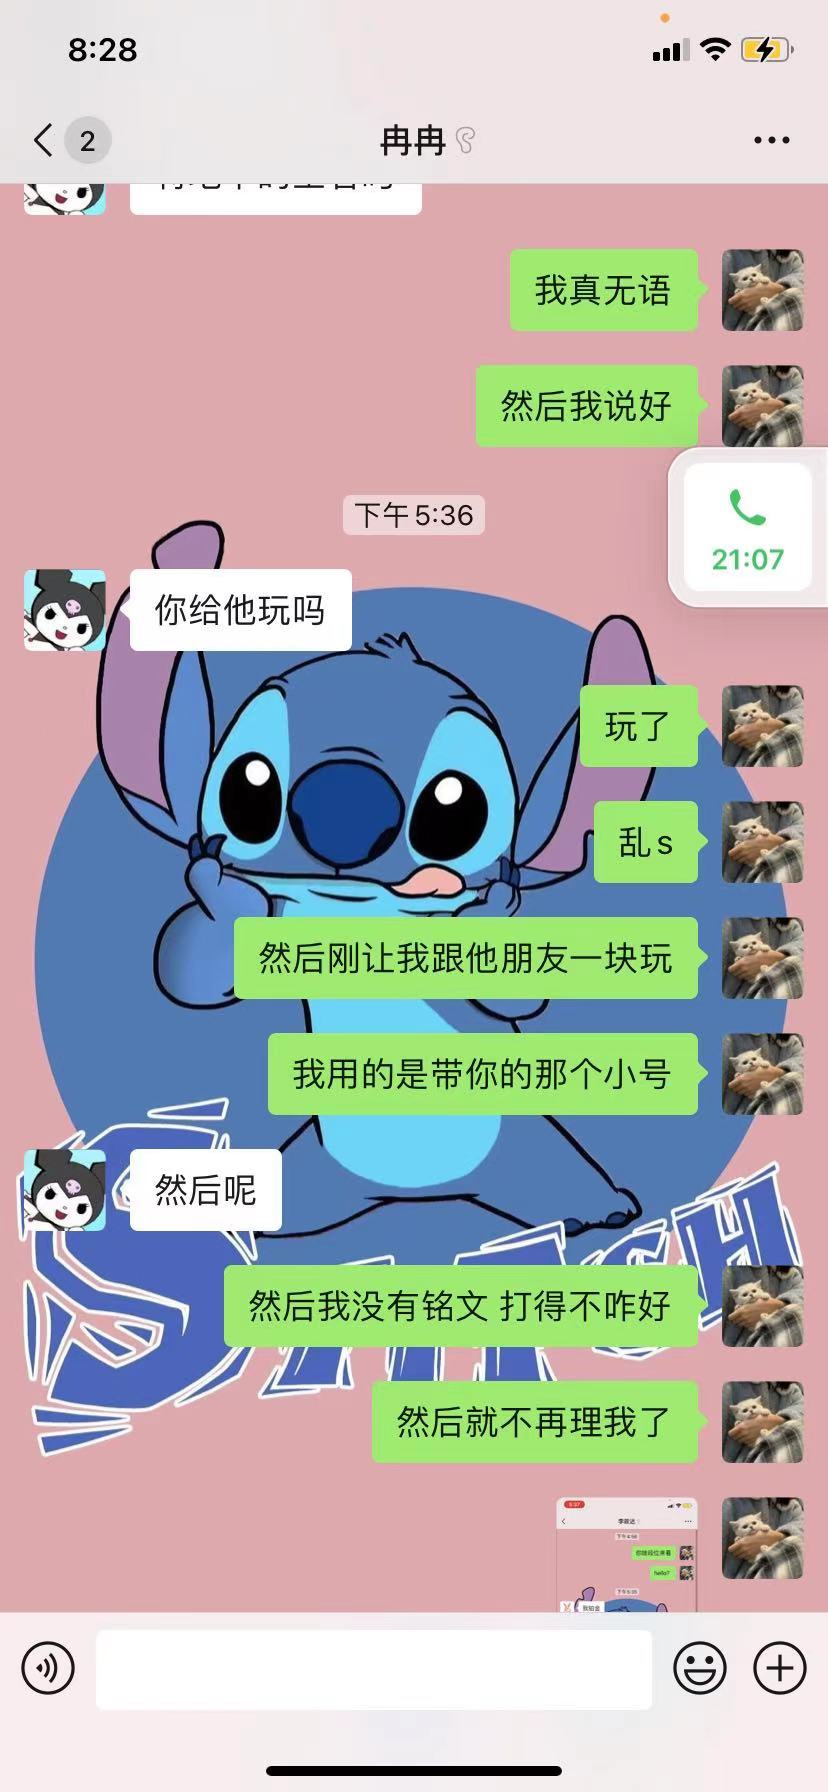 8:28
2
冉冉
我真无语
然后我说好
下午 5:36
21:07
你给他玩吗
玩了
乱s
然后刚让我跟他朋友一块玩
我用的是带你的那个小号
然后呢
然后我没有铭文 打得不咋好
然后就不再理我了
hello?